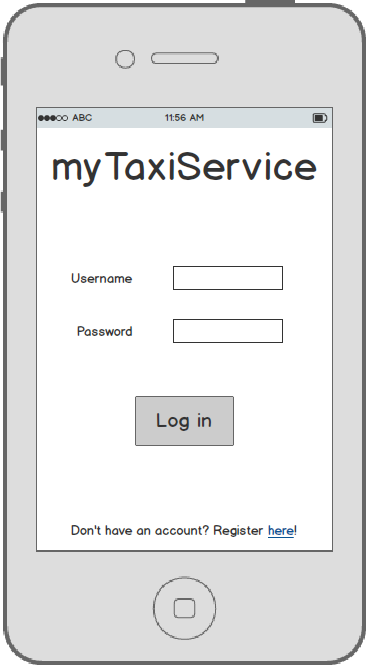 ABC 11:56 AM
myTaxiService
Username
Password
Log in
Don't have an account? Register here!